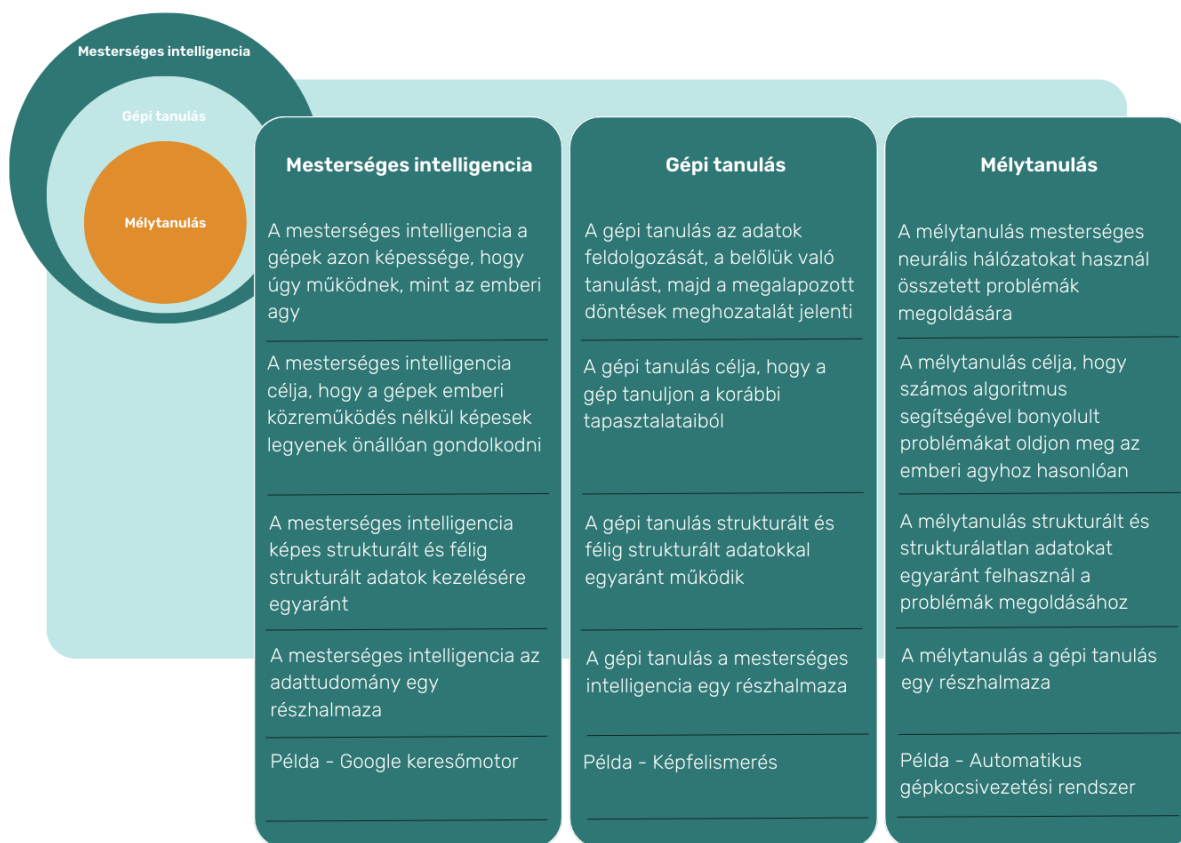 Mesterséges intelligencia
Gépi tanulás
Mélytanulás
Mesterséges intelligencia
A mesterséges intelligencia a
gépek azon képessége, hogy
úgy működnek, mint az emberi
agy
A mesterséges intelligencia
célja, hogy a gépek emberi
közreműködés nélkül képesek
legyenek önállóan gondolkodni
A mesterséges intelligencia
képes strukturált és félig
strukturált adatok kezelésére
egyaránt
A mesterséges intelligencia az
adattudomány egy
részhalmaza
Példa - Google keresőmotor
Gépi tanulás
A gépi tanulás az adatok
feldolgozását, a belőlük való
tanulást, majd a megalapozott
döntések meghozatalát jelenti
A gépi tanulás célja, hogy a
gép tanuljon a korábbi
tapasztalataiból
A gépi tanulás strukturált és
félig strukturált adatokkal
egyaránt működik
A gépi tanulás a mesterséges
intelligencia egy részhalmaza
Példa - Képfelismerés
Mélytanulás
A mélytanulás mesterséges
neurális hálózatokat használ
összetett problémák
megoldására
A mélytanulás célja, hogy
számos algoritmus
segítségével bonyolult
problémákat oldjon meg az
emberi agyhoz hasonlóan
A mélytanulás strukturált és
strukturálatlan adatokat
egyaránt felhasznál a
problémák megoldásához
A mélytanulás a gépi tanulás
egy részhalmaza
Példa - Automatikus
gépkocsivezetési rendszer